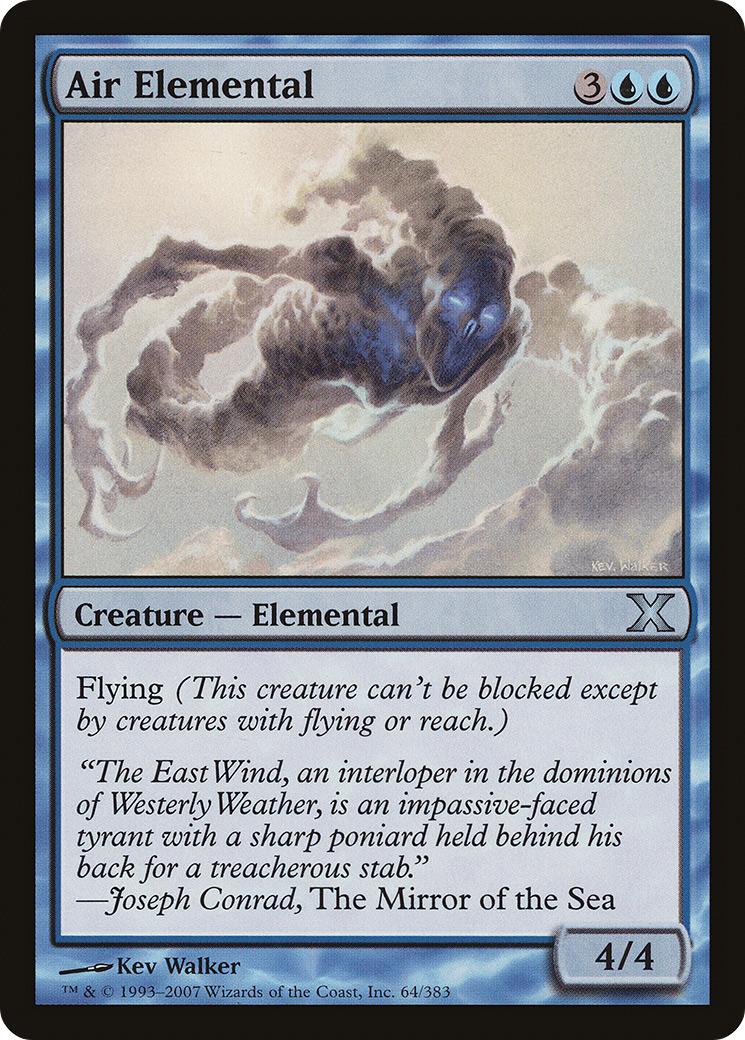 Air Elemental 3
KEV. WALKER
Creature — Elemental X
Flying (This creature can't be blocked except
by creatures with flying or reach.)
“The East Wind, an interloper in the dominions
of Westerly Weather, is an impassive-faced
tyrant with a sharp poniard held behind his
back for a treacherous stab.”
—Joseph Conrad, The Mirror of the Sea
4/4
Kev Walker
™ & © 1993–2007 Wizards of the Coast, Inc. 64/383